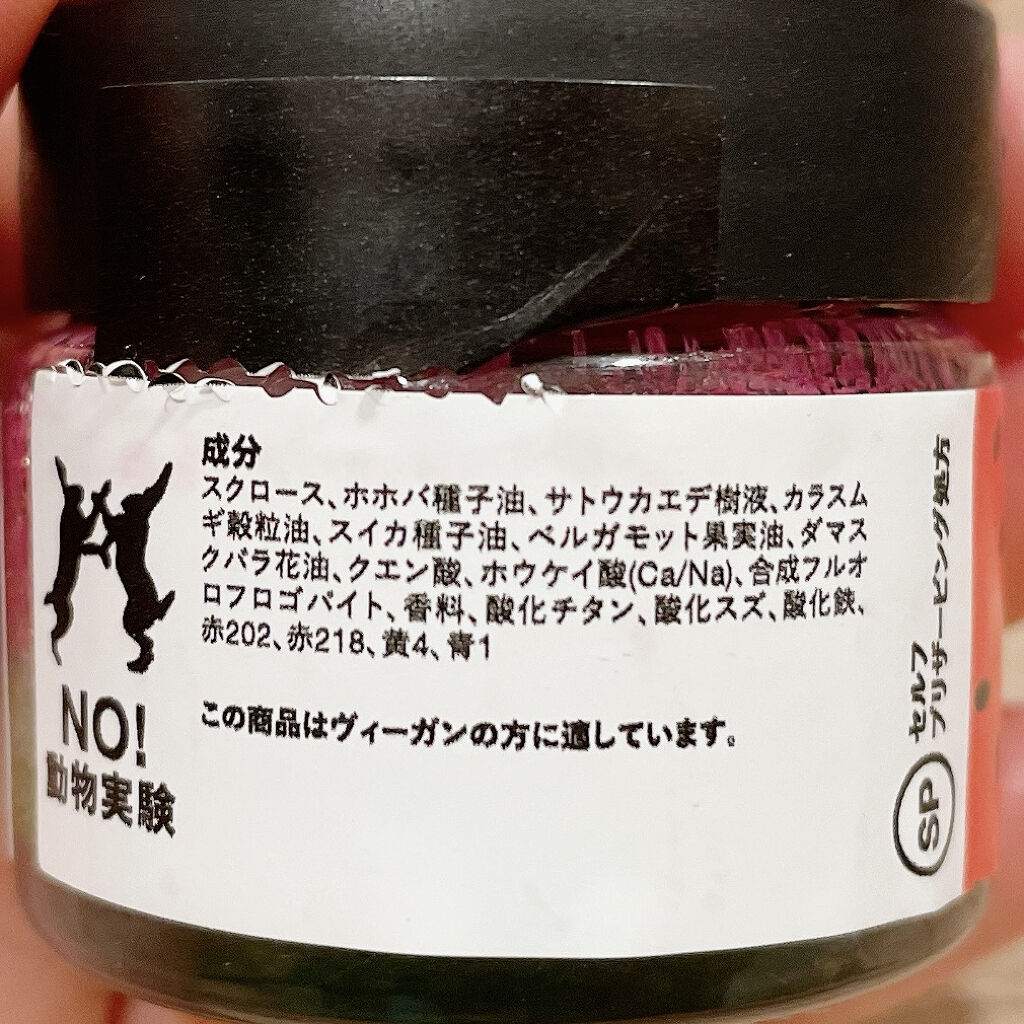 成分
スクロース、ホホバ種子油、サトウカエデ樹液、カラスム
ギ穀粒油、スイカ種子油、ベルガモット果実油、ダマス
クバラ花油、クエン酸、ホウケイ酸(Ca/Na)、合成フルオ
ロフロゴパイト、香料、酸化チタン、酸化スズ、酸化鉄、
赤202、赤218、黄4、青1
この商品はヴィーガンの方に適しています。
NO!
動物実験
セルフ
プリザービング処方
SP